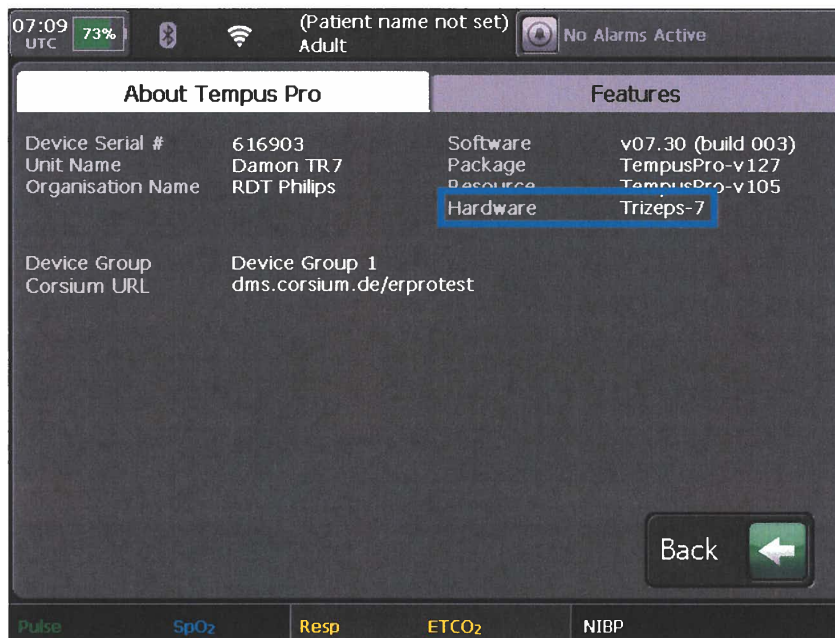 07:09
UTC
73%
(Patient name not set)
Adult
No Alarms Active
About Tempus Pro
Features
Device Serial # 616903
Unit Name Damon TR7
Organisation Name RDT Philips
Software v07.30 (build 003)
Package TempusPro-v127
Resource TempusPro-v105
Hardware Trizeps-7
Device Group Device Group 1
Corsium URL dms.corsium.de/erprotest
Back
Pulse SpO₂ Resp ETCO₂ NIBP